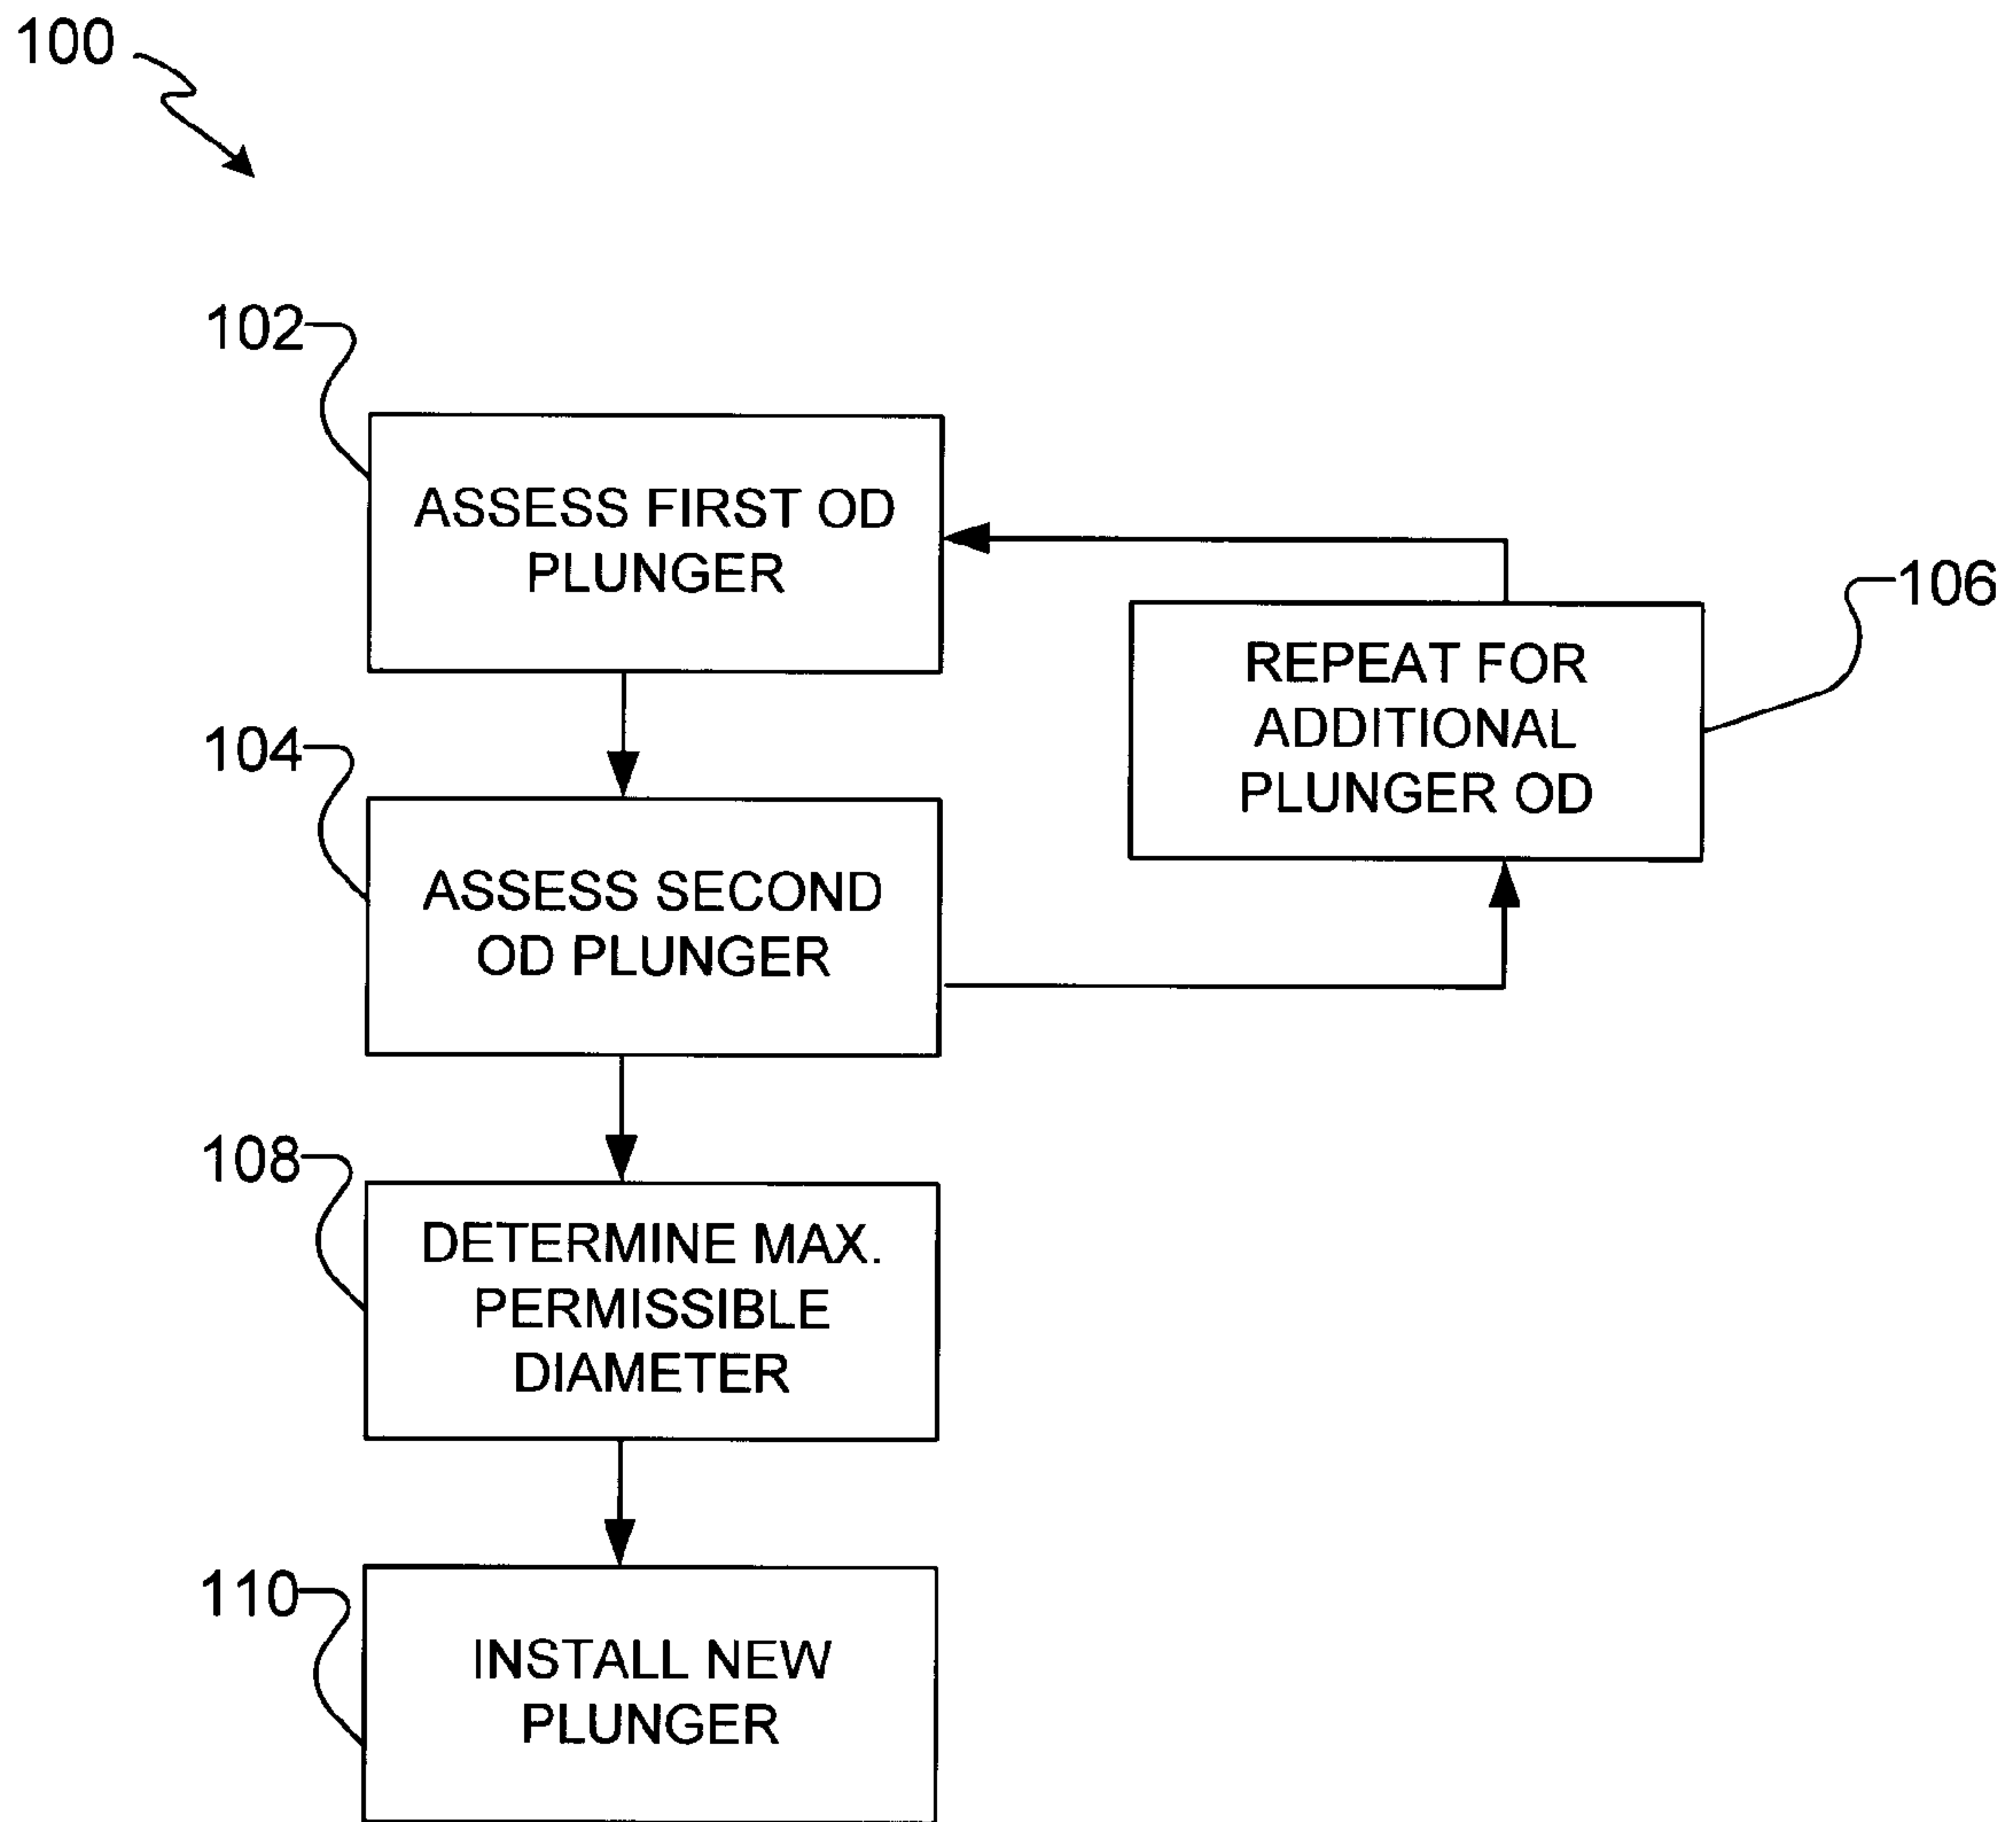 100
102
ASSESS FIRST OD
PLUNGER
106
REPEAT FOR
ADDITIONAL
PLUNGER OD
104
ASSESS SECOND
OD PLUNGER
108
DETERMINE MAX.
PERMISSIBLE
DIAMETER
110
INSTALL NEW
PLUNGER